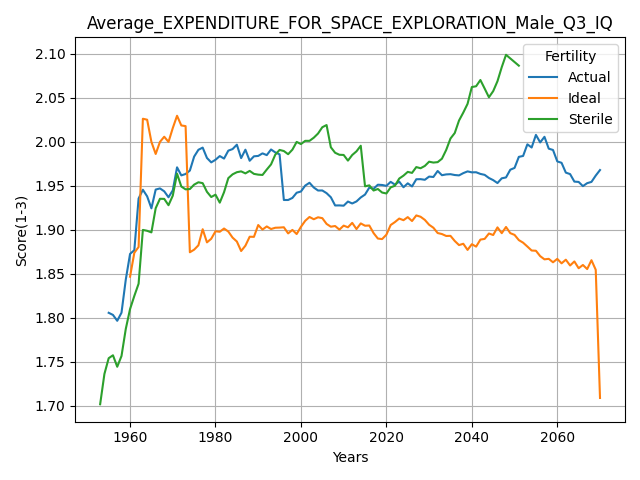 Average_EXPENDITURE_FOR_SPACE_EXPLORATION_Male_Q3_IQ
Fertility
Actual
Ideal
Sterile
Score(1-3)
2.10
2.05
2.00
1.95
1.90
1.85
1.80
1.75
1.70
1960 1980 2000 2020 2040 2060
Years